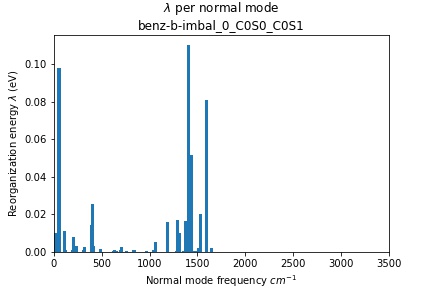 λ per normal mode
benz-b-imbal_0_C0S0_C0S1
Reorganization energy λ (eV)
0.10
0.08
0.06
0.04
0.02
0.00
0 500 1000 1500 2000 2500 3000 3500
Normal mode frequency cm⁻¹